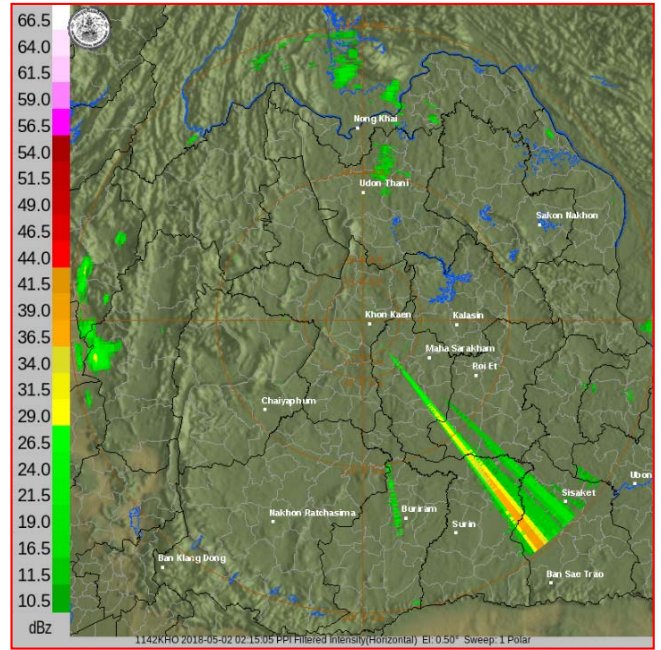 66.5
64.0
61.5
59.0
56.5
54.0
51.5
49.0
46.5
44.0
41.5
39.0
36.5
34.0
31.5
29.0
26.5
24.0
21.5
19.0
16.5
11.5
10.5
dBz
Nong Khai
Udon Thani
Sakon Nakhon
Khon Kaen
Kalasin
Maha Sarakham
Roi Et
Chaiyaphum
Ubon
Sisaket
Nakhon Ratchasima
Buriram
Surin
Ban Klang Dong
Ban Sae Trao
1142KHO 2018-05-02 02:15:05 PPI Filtered Intensity(Horizontal) El: 0.50° Sweep: 1 Polar